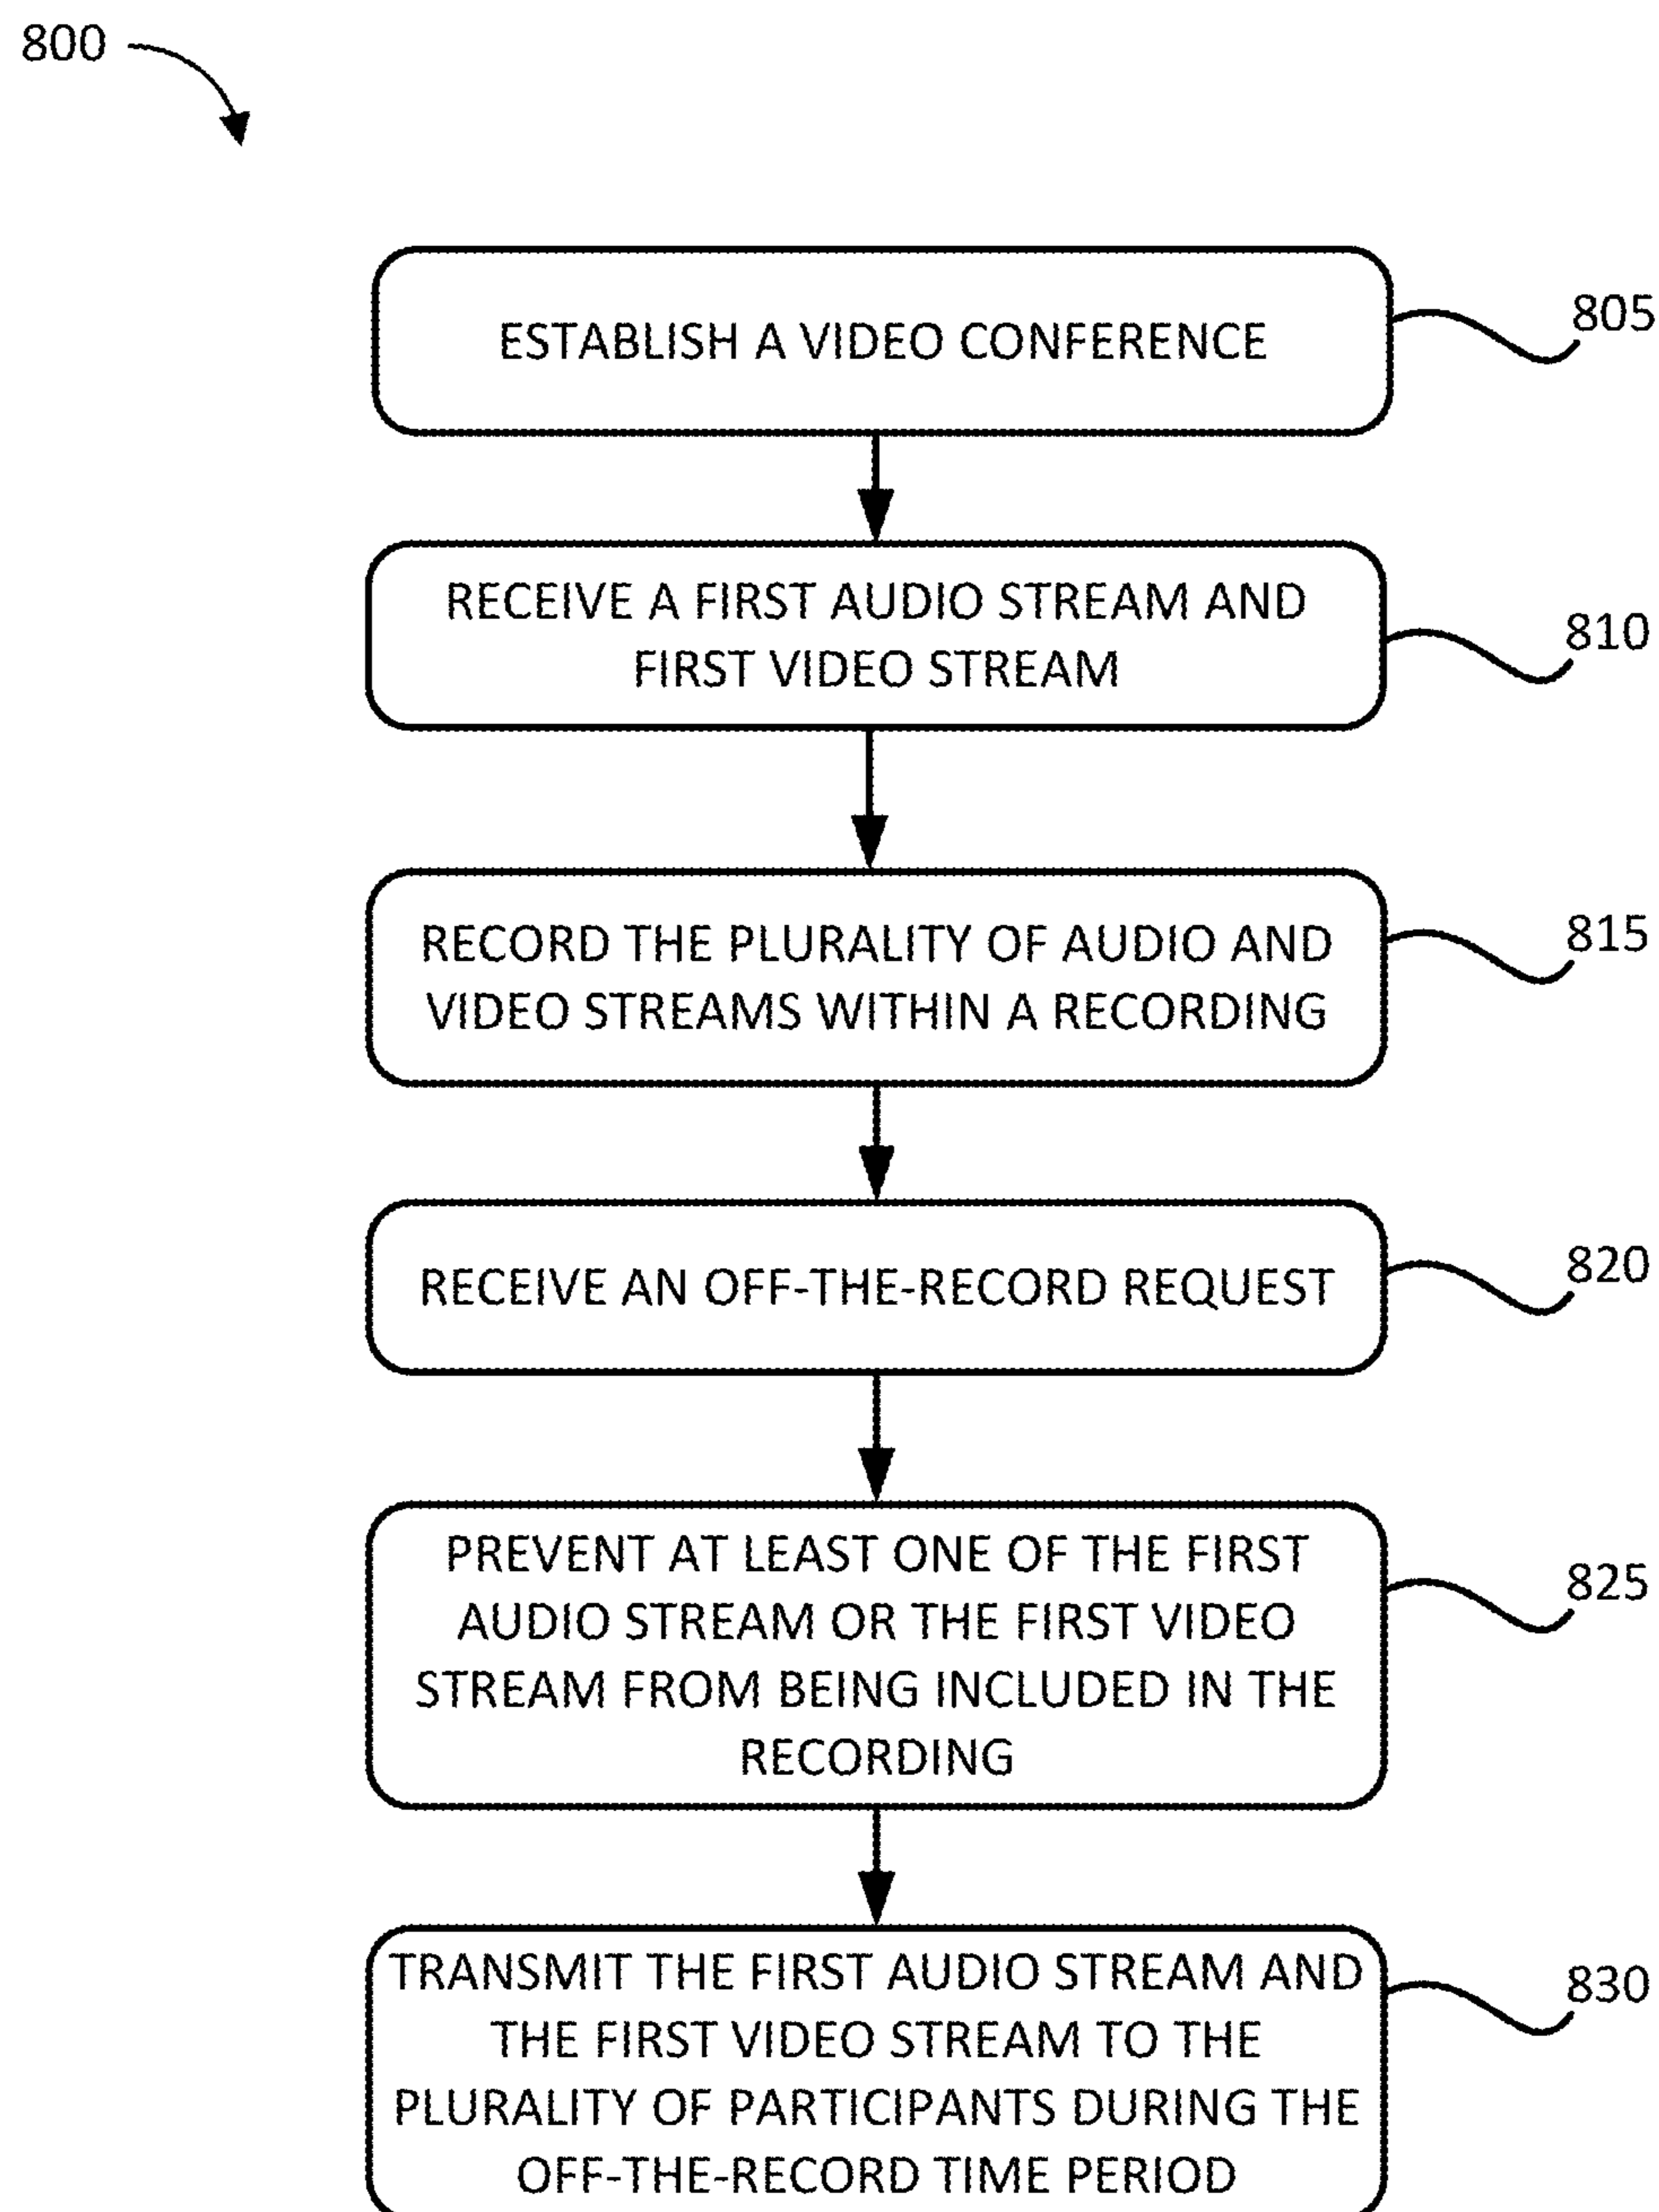 800
ESTABLISH A VIDEO CONFERENCE
805
RECEIVE A FIRST AUDIO STREAM AND
FIRST VIDEO STREAM
810
RECORD THE PLURALITY OF AUDIO AND
VIDEO STREAMS WITHIN A RECORDING
815
RECEIVE AN OFF-THE-RECORD REQUEST
820
PREVENT AT LEAST ONE OF THE FIRST
AUDIO STREAM OR THE FIRST VIDEO
STREAM FROM BEING INCLUDED IN THE
RECORDING
825
TRANSMIT THE FIRST AUDIO STREAM AND
THE FIRST VIDEO STREAM TO THE
PLURALITY OF PARTICIPANTS DURING THE
OFF-THE-RECORD TIME PERIOD
830